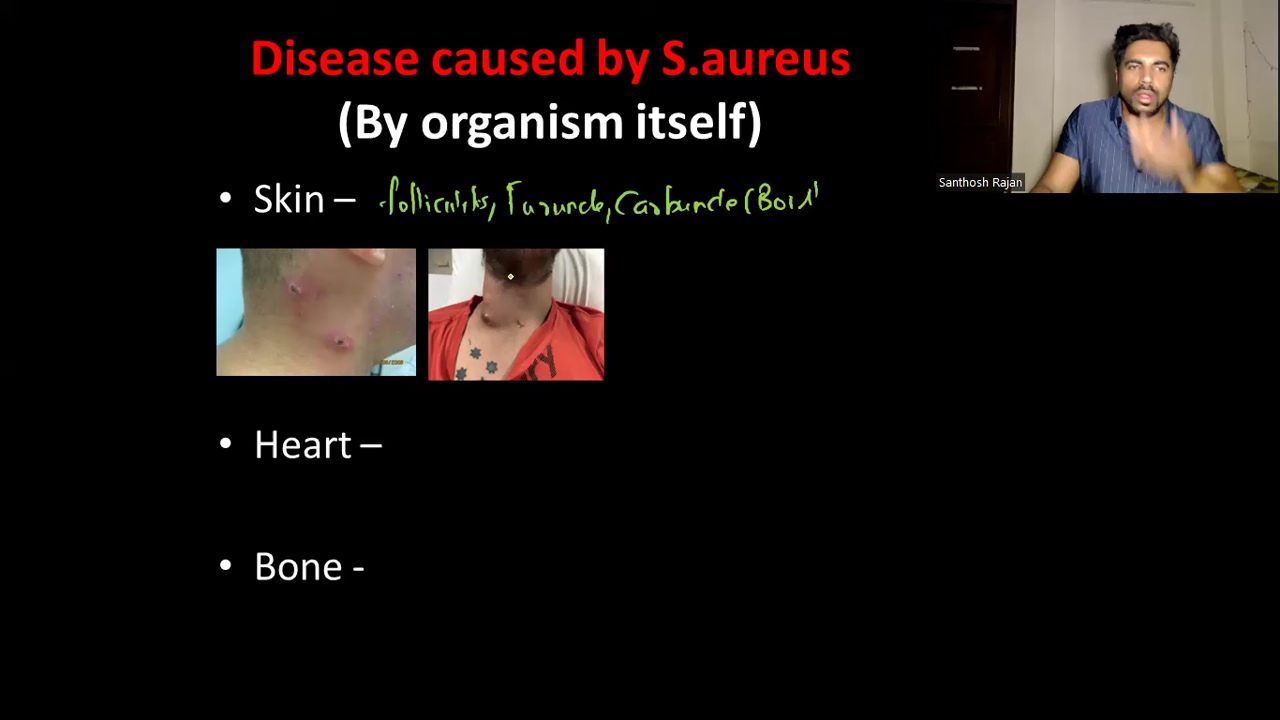 Disease caused by S.aureus
(By organism itself)
Santhosh Rajan
• Skin – folliculitis, Furuncle, Carbuncle (Boil)
• Heart –
• Bone -